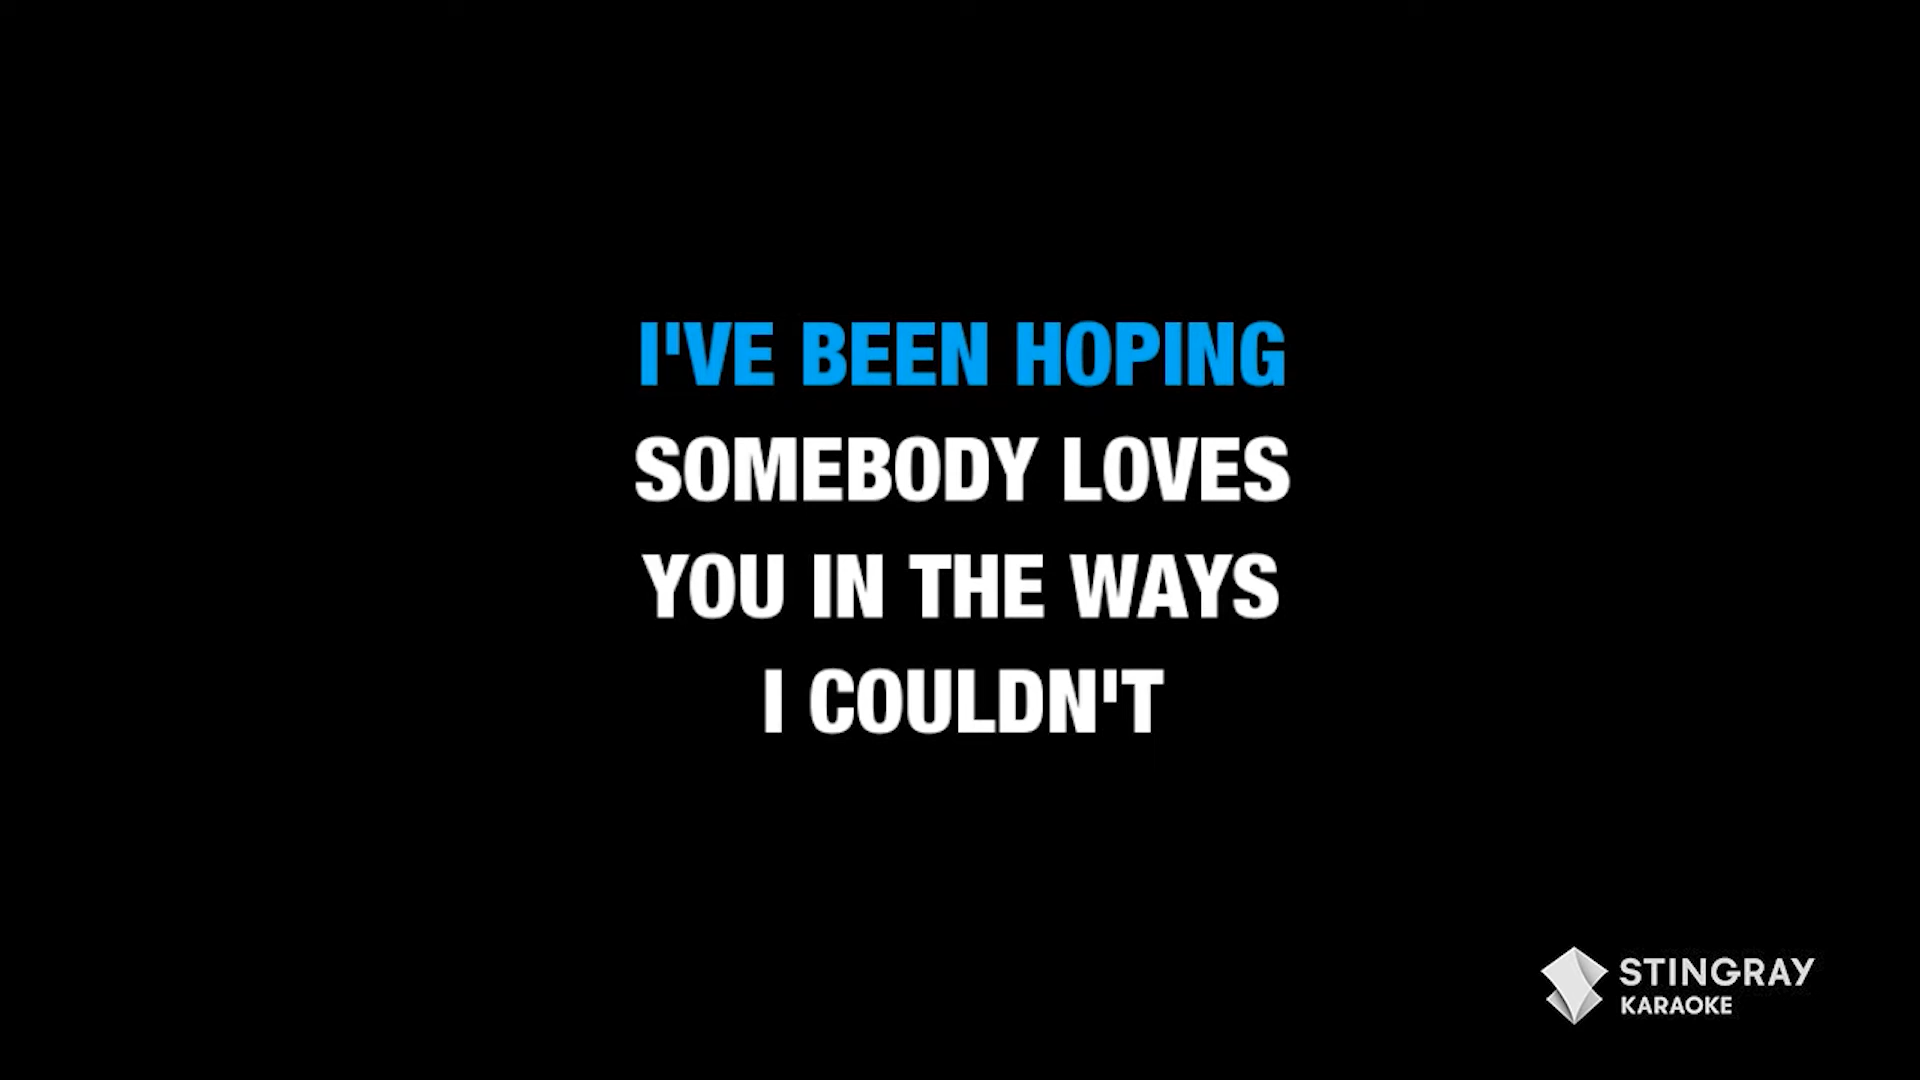 I'VE BEEN HOPING
SOMEBODY LOVES
YOU IN THE WAYS
I COULDN'T
STINGRAY
KARAOKE